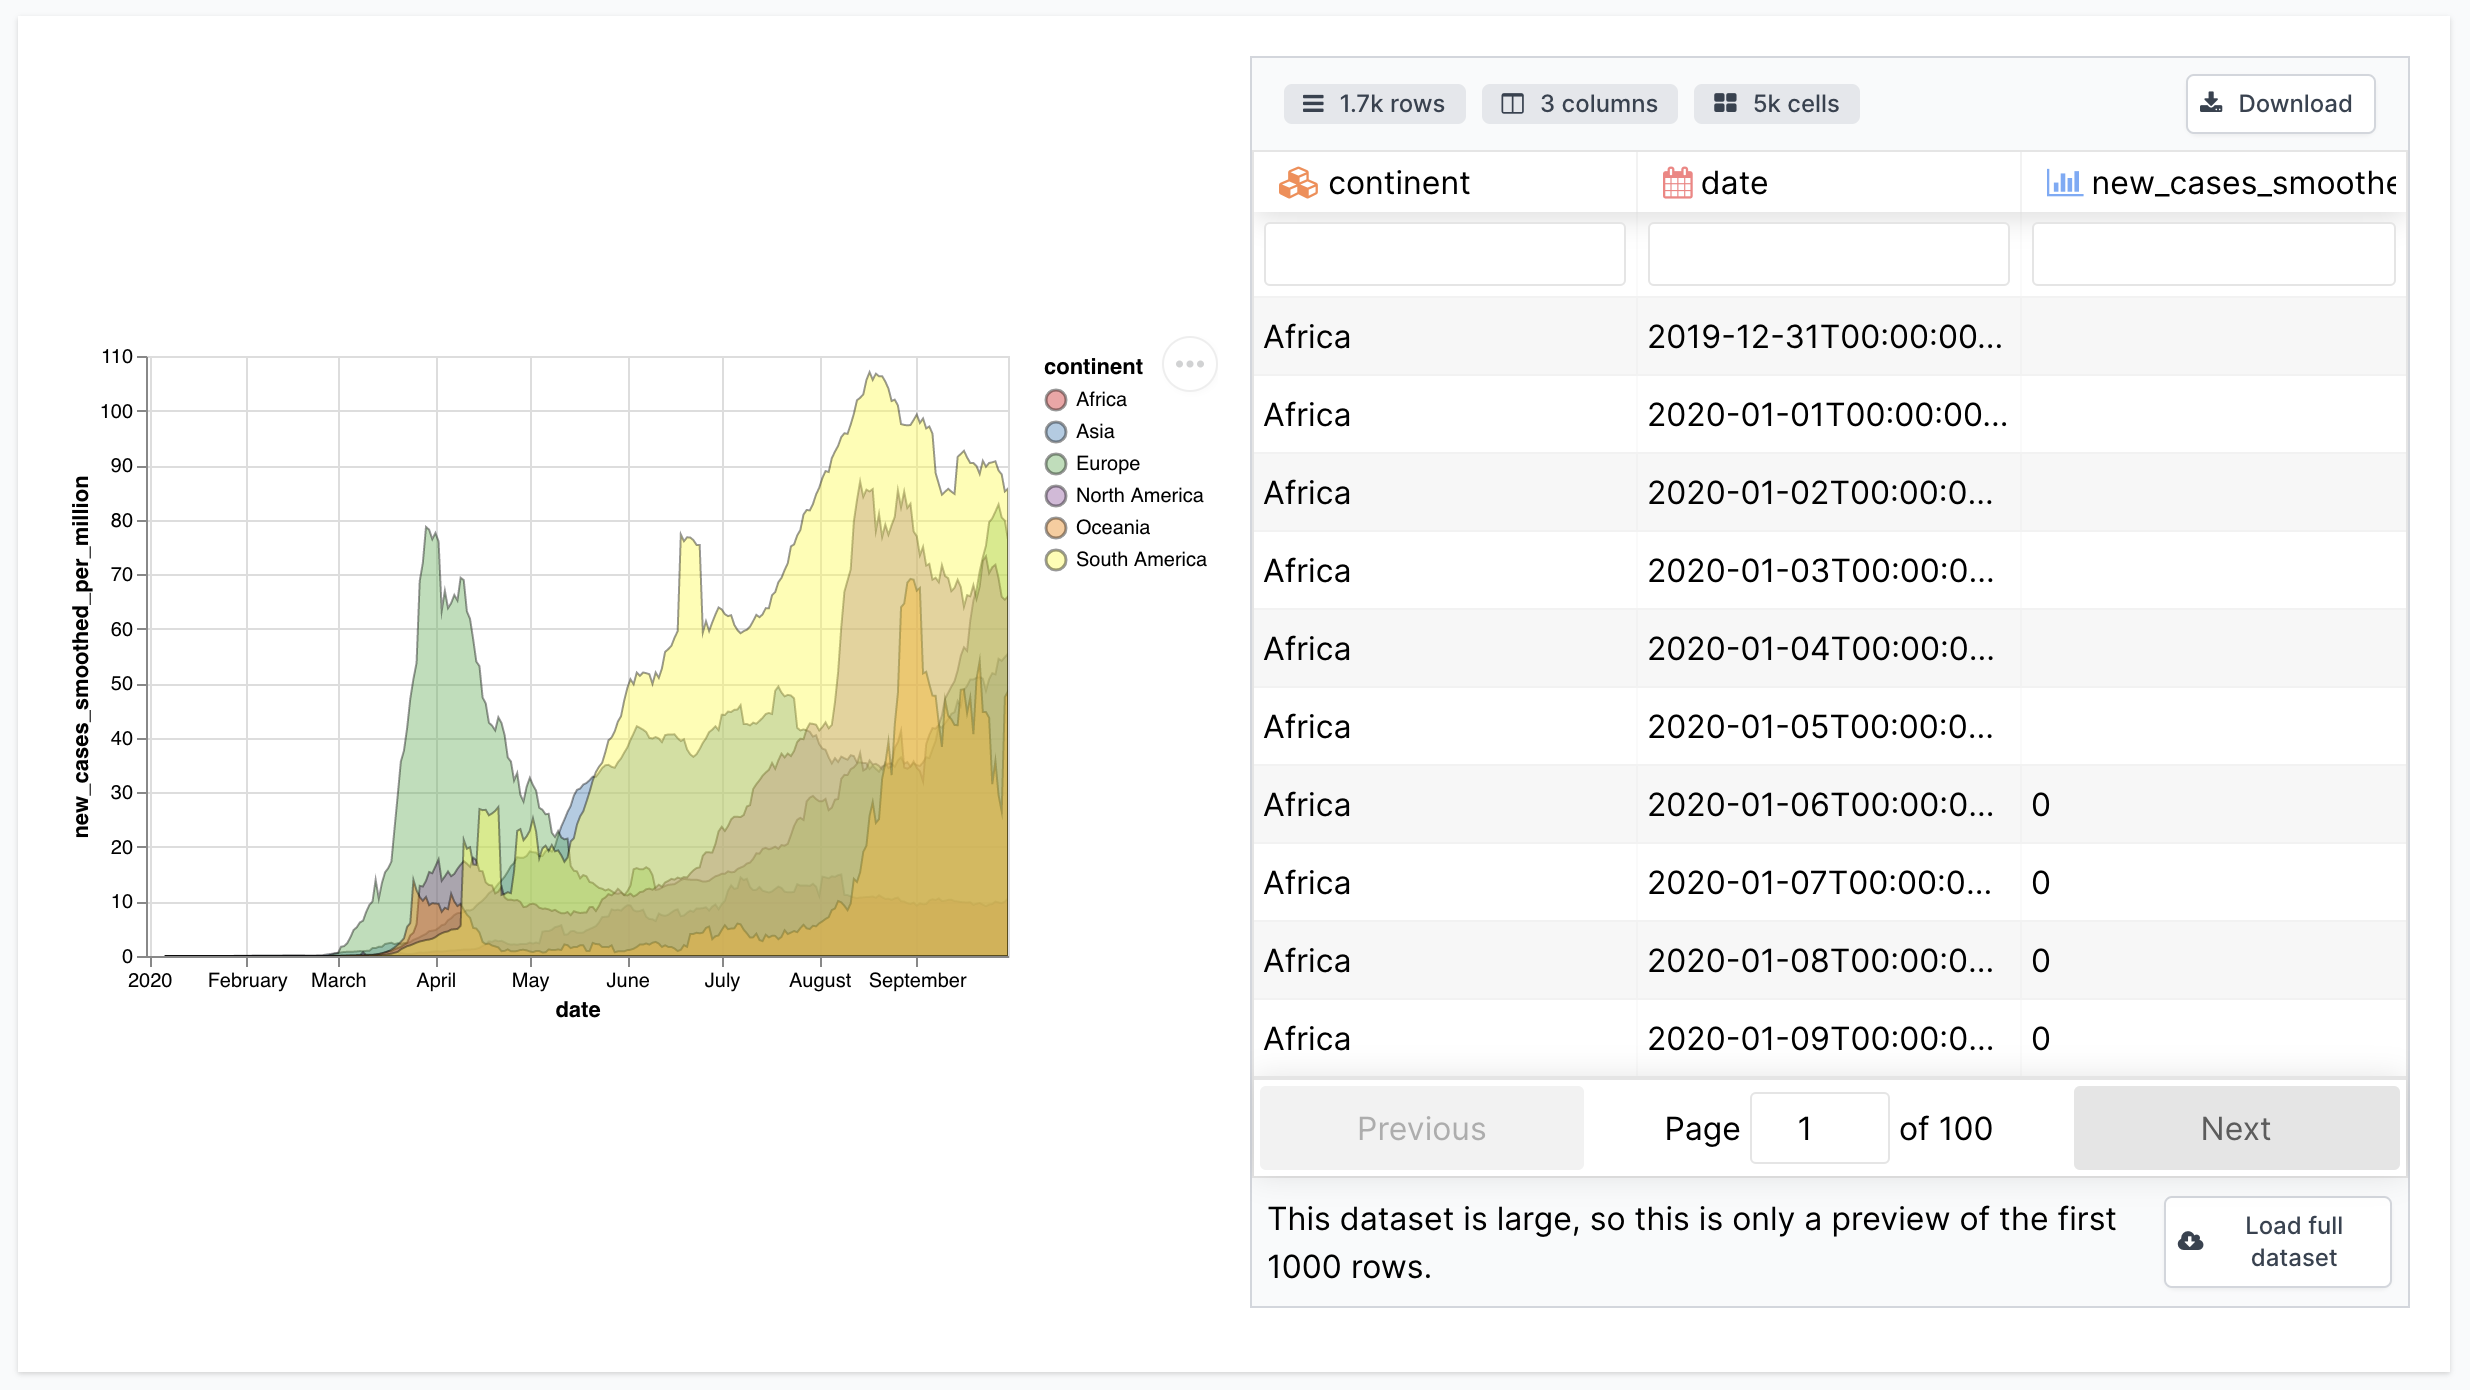 110
100
90
80
70
60
50
40
30
20
10
0
new_cases_smoothed_per_million
2020 February March April May June July August September
date
continent
Africa
Asia
Europe
North America
Oceania
South America
1.7k rows 3 columns 5k cells Download
continent date new_cases_smoothe
Africa 2019-12-31T00:00:00...
Africa 2020-01-01T00:00:00...
Africa 2020-01-02T00:00:0...
Africa 2020-01-03T00:00:0...
Africa 2020-01-04T00:00:0...
Africa 2020-01-05T00:00:0...
Africa 2020-01-06T00:00:0... 0
Africa 2020-01-07T00:00:0... 0
Africa 2020-01-08T00:00:0... 0
Africa 2020-01-09T00:00:0... 0
Previous Page 1 of 100 Next
This dataset is large, so this is only a preview of the first
1000 rows.
Load full
dataset